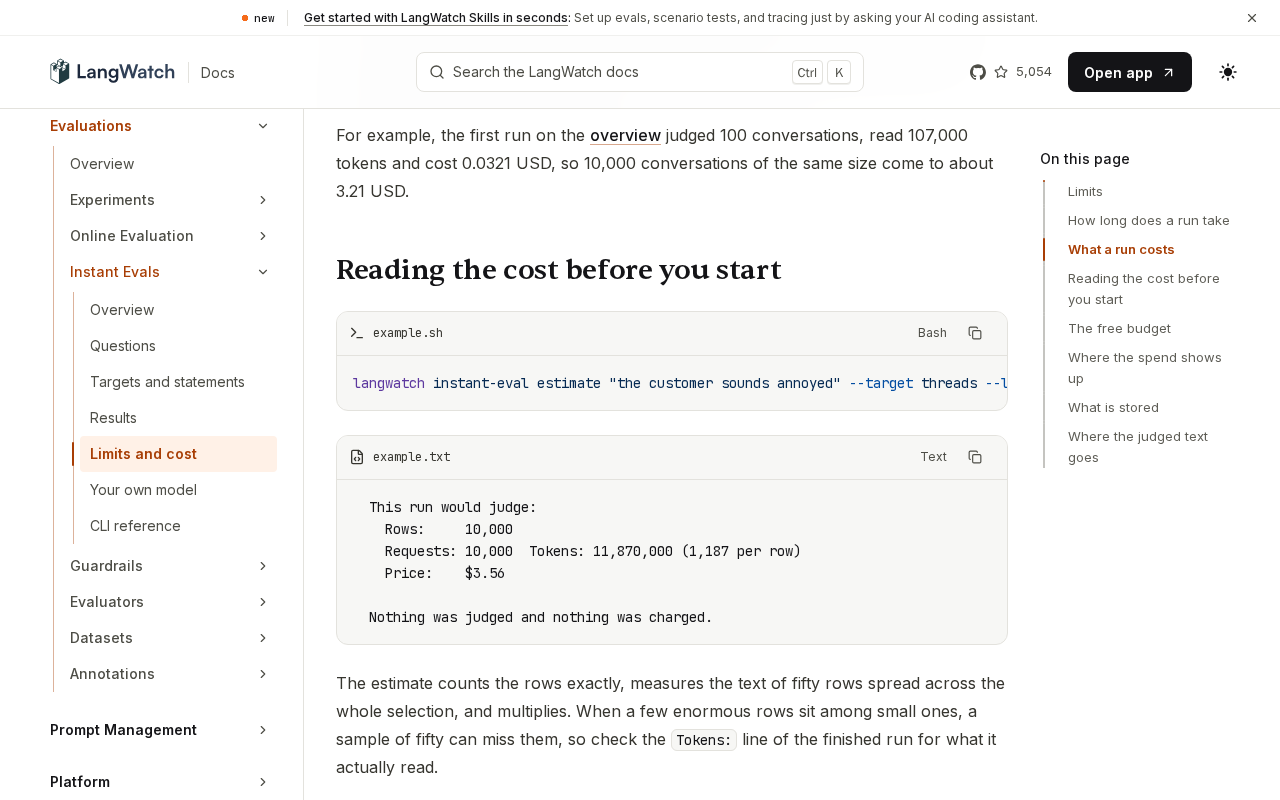 new
Get started with LangWatch Skills in seconds: Set up evals, scenario tests, and tracing just by asking your AI coding assistant.
LangWatch
Docs
Search the LangWatch docs
Ctrl K
5,054
Open app
Evaluations
Overview
Experiments
Online Evaluation
Instant Evals
Overview
Questions
Targets and statements
Results
Limits and cost
Your own model
CLI reference
Guardrails
Evaluators
Datasets
Annotations
Prompt Management
Platform
For example, the first run on the overview judged 100 conversations, read 107,000
tokens and cost 0.0321 USD, so 10,000 conversations of the same size come to about
3.21 USD.
Reading the cost before you start
example.sh
Bash
langwatch instant-eval estimate "the customer sounds annoyed" --target threads --l
example.txt
Text
This run would judge:
Rows: 10,000
Requests: 10,000 Tokens: 11,870,000 (1,187 per row)
Price: $3.56
Nothing was judged and nothing was charged.
The estimate counts the rows exactly, measures the text of fifty rows spread across the
whole selection, and multiplies. When a few enormous rows sit among small ones, a
sample of fifty can miss them, so check the Tokens: line of the finished run for what it
actually read.
On this page
Limits
How long does a run take
What a run costs
Reading the cost before
you start
The free budget
Where the spend shows
up
What is stored
Where the judged text
goes